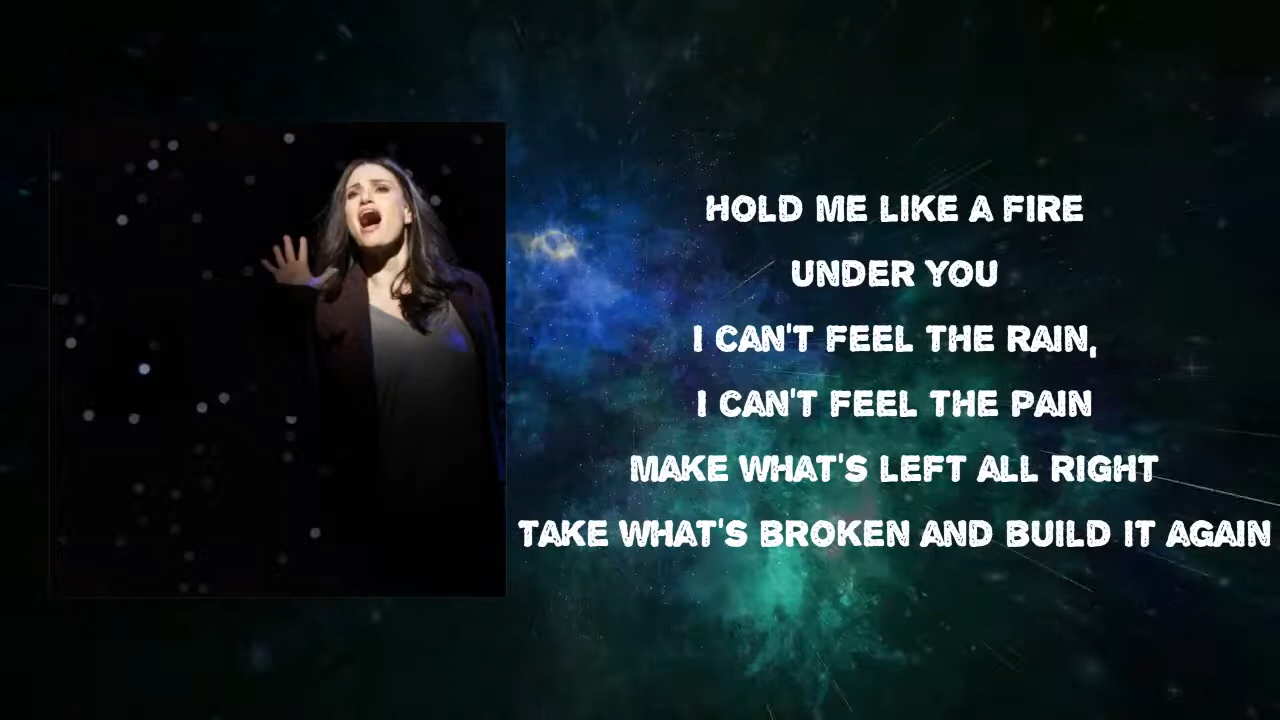 HOLD ME LIKE A FIRE
UNDER YOU
I CAN'T FEEL THE RAIN,
I CAN'T FEEL THE PAIN
MAKE WHAT'S LEFT ALL RIGHT
TAKE WHAT'S BROKEN AND BUILD IT AGAIN